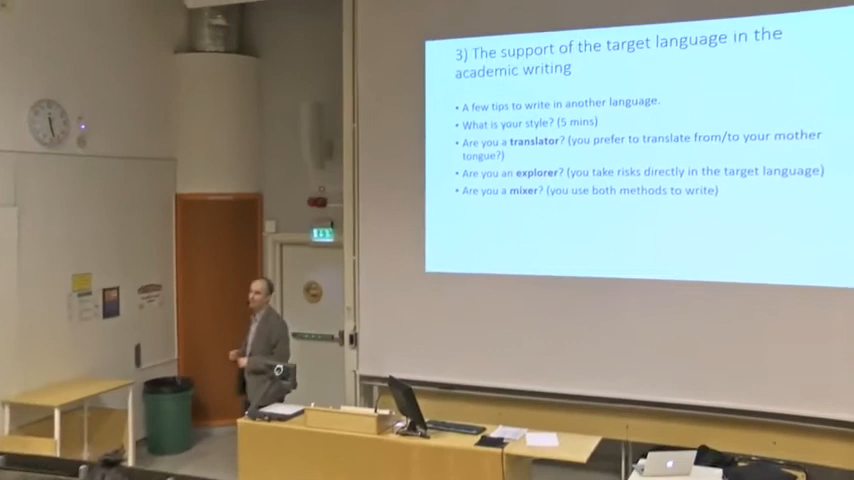 3) The support of the target language in the
academic writing
• A few tips to write in another language.
• What is your style? (5 mins)
• Are you a translator? (you prefer to translate from/to your mother
tongue?)
• Are you an explorer? (you take risks directly in the target language)
• Are you a mixer? (you use both methods to write)